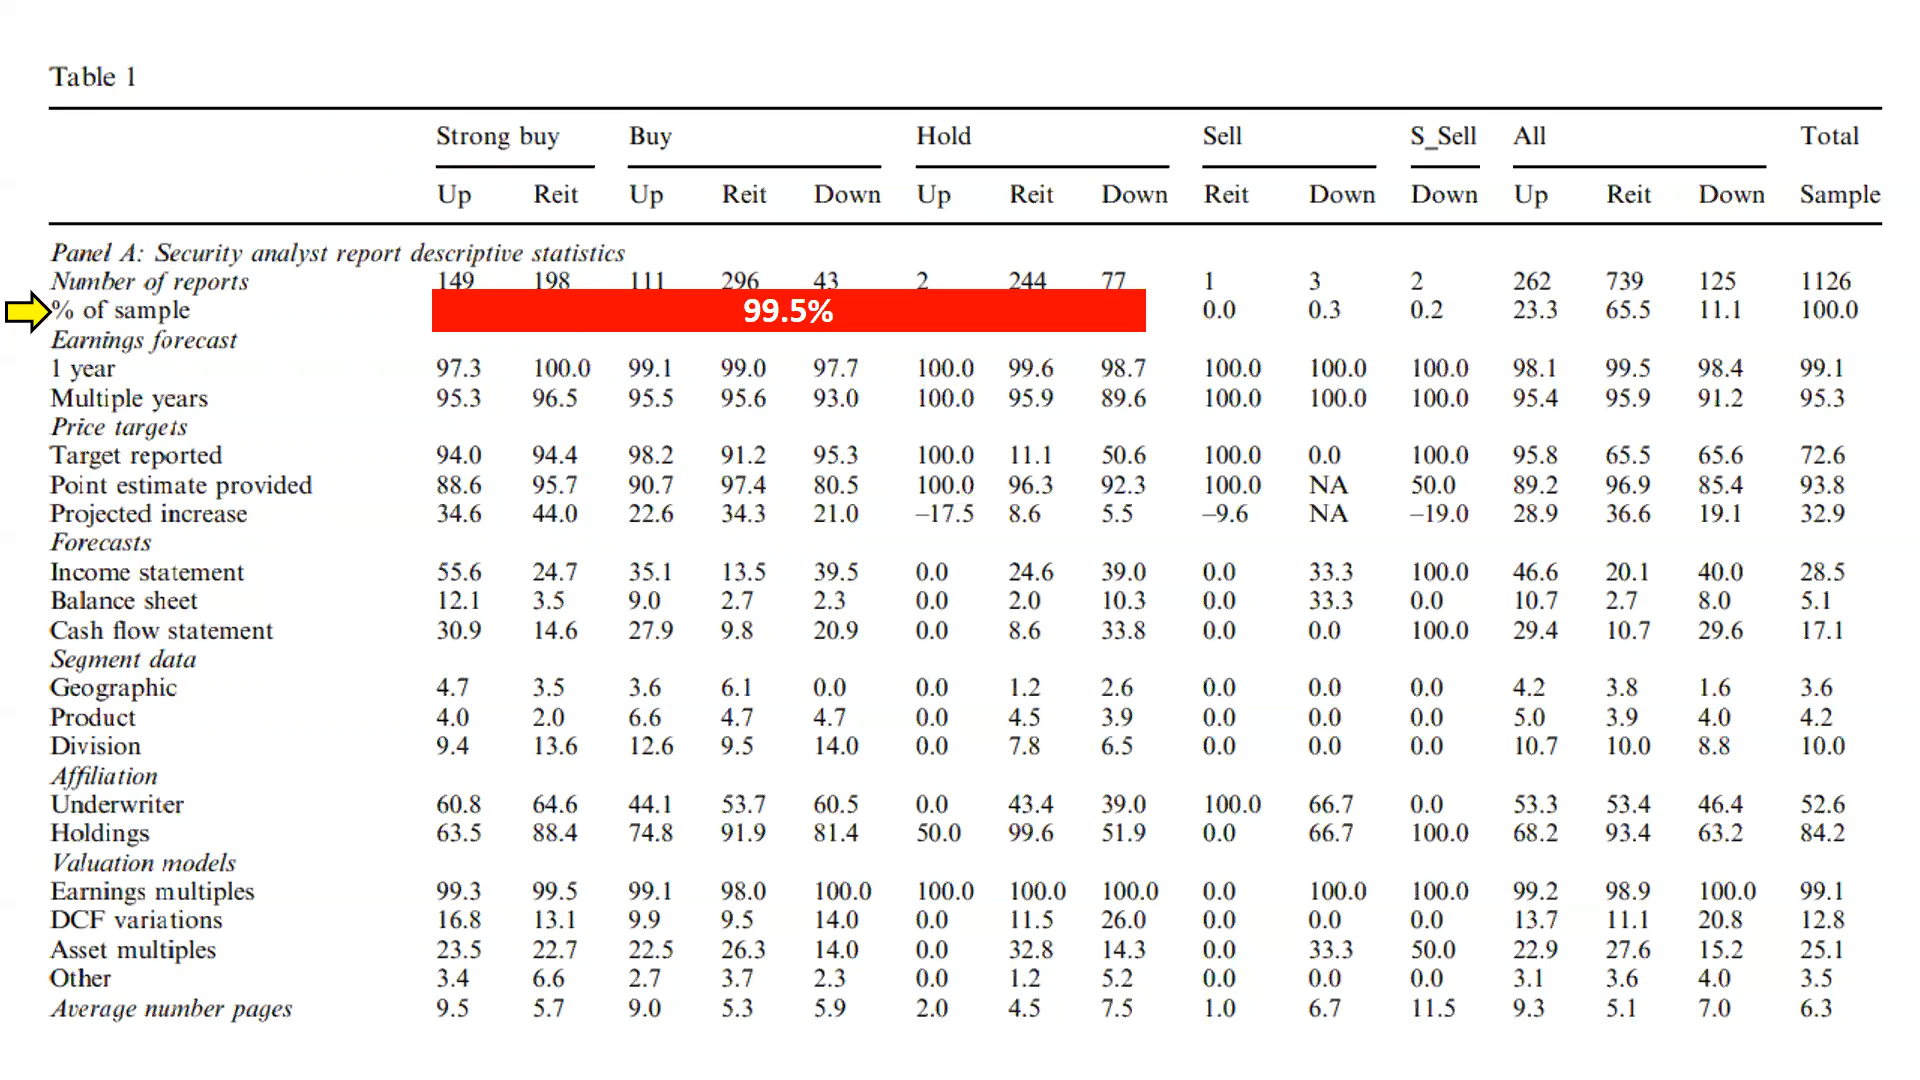 Table 1
Strong buy Buy Hold Sell S_Sell All Total
Up Reit Up Reit Down Up Reit Down Reit Down Down Up Reit Down Sample
Panel A: Security analyst report descriptive statistics
Number of reports 149 198 111 296 43 2 244 77 1 3 2 262 739 125 1126
% of sample 99.5% 0.0 0.3 0.2 23.3 65.5 11.1 100.0
Earnings forecast
1 year 97.3 100.0 99.1 99.0 97.7 100.0 99.6 98.7 100.0 100.0 100.0 98.1 99.5 98.4 99.1
Multiple years 95.3 96.5 95.5 95.6 93.0 100.0 95.9 89.6 100.0 100.0 100.0 95.4 95.9 91.2 95.3
Price targets
Target reported 94.0 94.4 98.2 91.2 95.3 100.0 11.1 50.6 100.0 0.0 100.0 95.8 65.5 65.6 72.6
Point estimate provided 88.6 95.7 90.7 97.4 80.5 100.0 96.3 92.3 100.0 NA 50.0 89.2 96.9 85.4 93.8
Projected increase 34.6 44.0 22.6 34.3 21.0 –17.5 8.6 5.5 –9.6 NA –19.0 28.9 36.6 19.1 32.9
Forecasts
Income statement 55.6 24.7 35.1 13.5 39.5 0.0 24.6 39.0 0.0 33.3 100.0 46.6 20.1 40.0 28.5
Balance sheet 12.1 3.5 9.0 2.7 2.3 0.0 2.0 10.3 0.0 33.3 0.0 10.7 2.7 8.0 5.1
Cash flow statement 30.9 14.6 27.9 9.8 20.9 0.0 8.6 33.8 0.0 0.0 100.0 29.4 10.7 29.6 17.1
Segment data
Geographic 4.7 3.5 3.6 6.1 0.0 0.0 1.2 2.6 0.0 0.0 0.0 4.2 3.8 1.6 3.6
Product 4.0 2.0 6.6 4.7 4.7 0.0 4.5 3.9 0.0 0.0 0.0 5.0 3.9 4.0 4.2
Division 9.4 13.6 12.6 9.5 14.0 0.0 7.8 6.5 0.0 0.0 0.0 10.7 10.0 8.8 10.0
Affiliation
Underwriter 60.8 64.6 44.1 53.7 60.5 0.0 43.4 39.0 100.0 66.7 0.0 53.3 53.4 46.4 52.6
Holdings 63.5 88.4 74.8 91.9 81.4 50.0 99.6 51.9 0.0 66.7 100.0 68.2 93.4 63.2 84.2
Valuation models
Earnings multiples 99.3 99.5 99.1 98.0 100.0 100.0 100.0 100.0 0.0 100.0 100.0 99.2 98.9 100.0 99.1
DCF variations 16.8 13.1 9.9 9.5 14.0 0.0 11.5 26.0 0.0 0.0 0.0 13.7 11.1 20.8 12.8
Asset multiples 23.5 22.7 22.5 26.3 14.0 0.0 32.8 14.3 0.0 33.3 50.0 22.9 27.6 15.2 25.1
Other 3.4 6.6 2.7 3.7 2.3 0.0 1.2 5.2 0.0 0.0 0.0 3.1 3.6 4.0 3.5
Average number pages 9.5 5.7 9.0 5.3 5.9 2.0 4.5 7.5 1.0 6.7 11.5 9.3 5.1 7.0 6.3